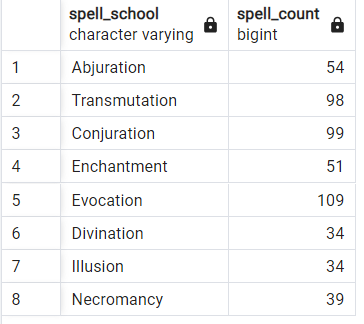 spell_school spell_count
character varying bigint
1 Abjuration 54
2 Transmutation 98
3 Conjuration 99
4 Enchantment 51
5 Evocation 109
6 Divination 34
7 Illusion 34
8 Necromancy 39